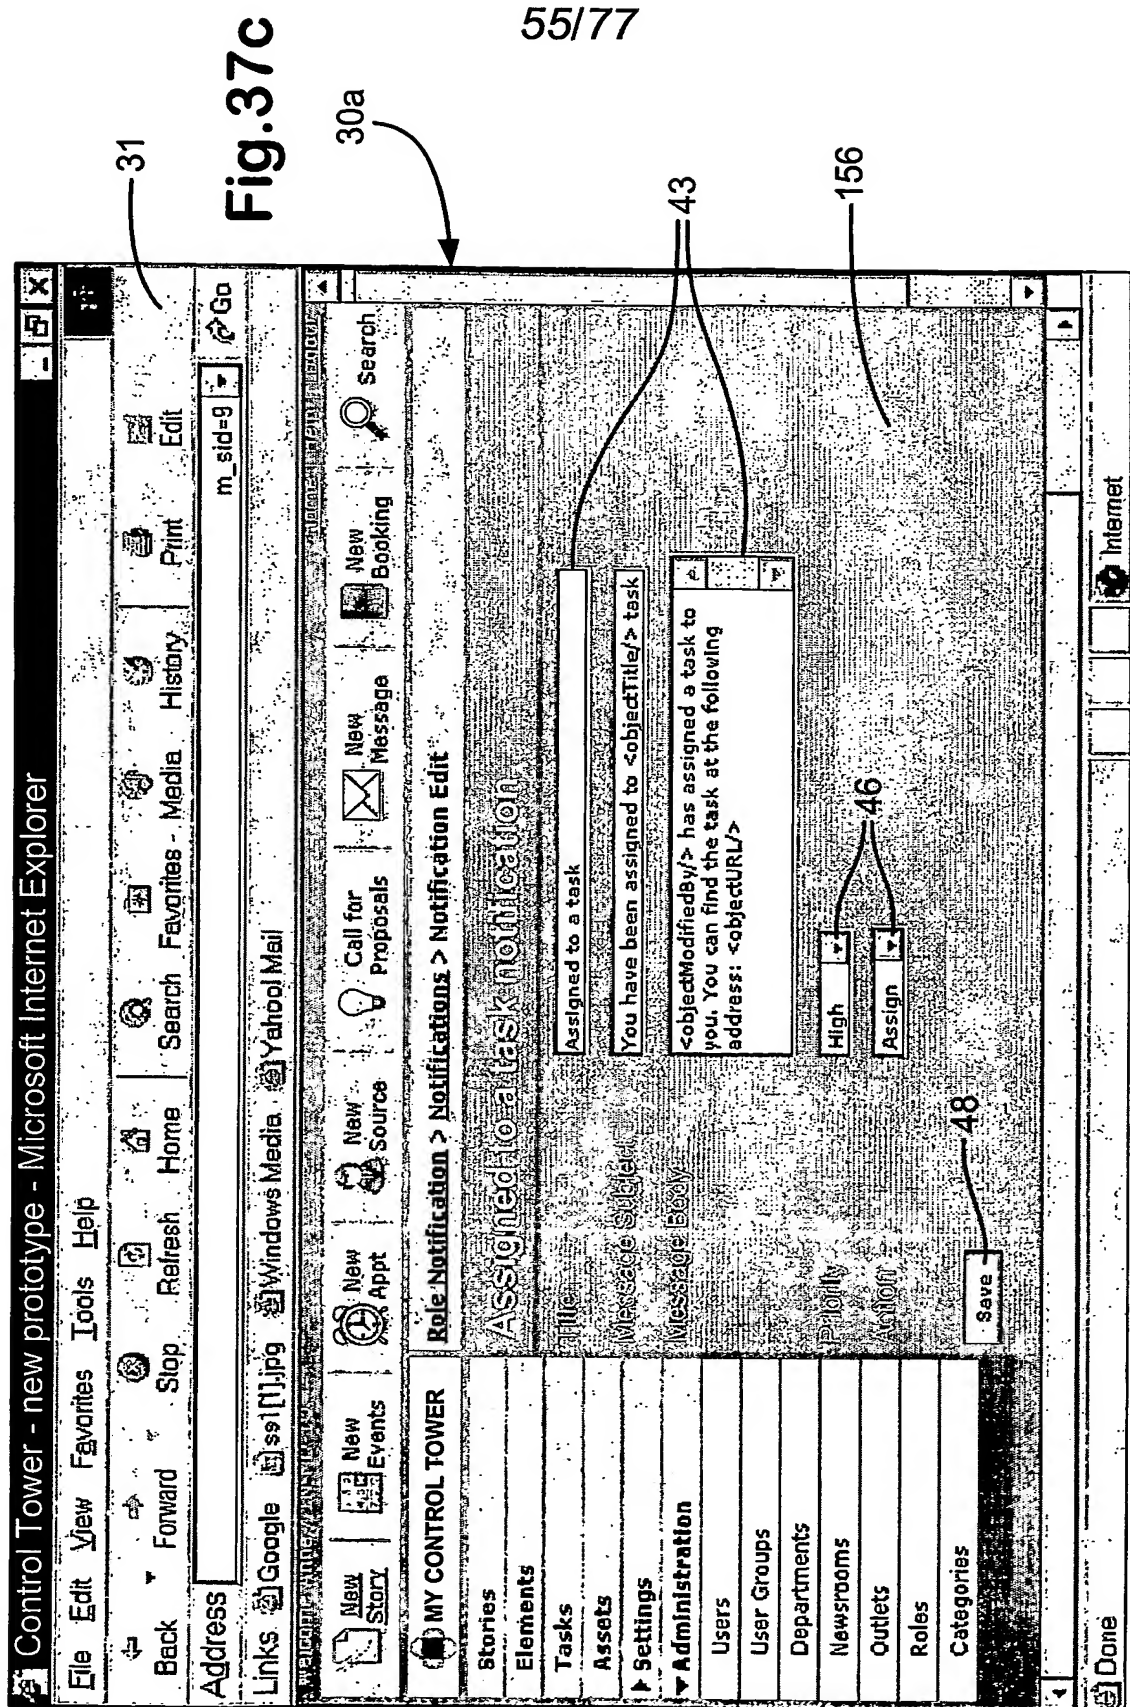 55/77
Fig.37c
Control Tower - new prototype - Microsoft Internet Explorer
File Edit View Favorites Tools Help
31
Back Forward Stop Refresh Home Search Favorites - Media History Print Edit
Address m_sid=9 Go
Links Google ss1[1].jpg Windows Media Yahoo! Mail
30a
New Story
New Events
New Appt
New Source
Call for Proposals
New Message
New Booking
Search
MY CONTROL TOWER
Stories
Elements
Tasks
Assets
Settings
Administration
Users
User Groups
Departments
Newsrooms
Outlets
Roles
Categories
Role Notification > Notifications > Notification Edit
Assigned to a task notification
Title Assigned to a task
43
Message Subject You have been assigned to <objectTitle/> task
Message Body <objectModifiedBy/> has assigned a task to
you. You can find the task at the following
address: <objectURL/>
Priority High
46
Action Assign
156
Save
48
Done Internet